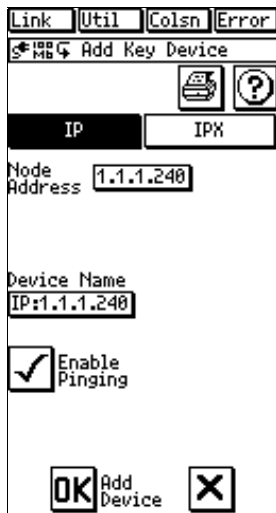 Link Util Colsn Error
Add Key Device
?
IP IPX
Node
Address 1.1.1.240
Device Name
IP:1.1.1.240
Enable
Pinging
OK Add
Device X